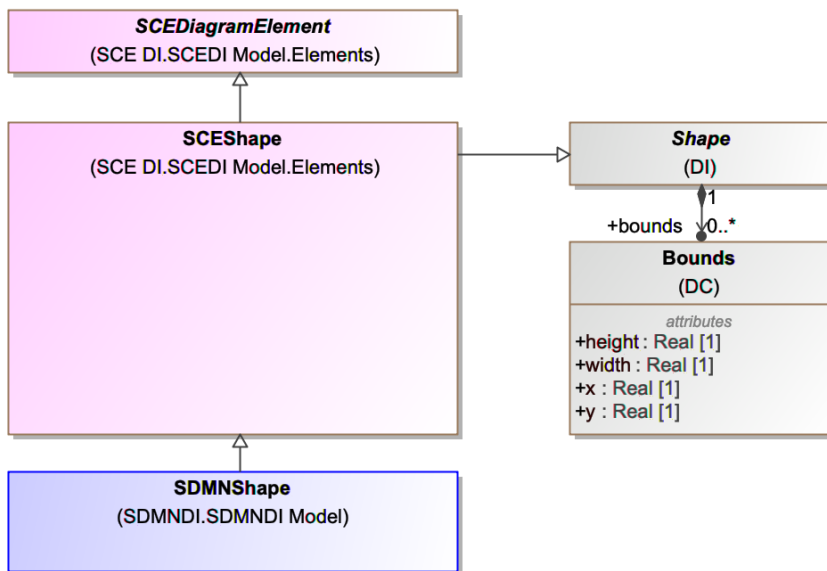 SCEDiagramElement
(SCE DI.SCEDI Model.Elements)
SCEShape
(SCE DI.SCEDI Model.Elements)
Shape
(DI)
1
+bounds 0..*
Bounds
(DC)
attributes
+height : Real [1]
+width : Real [1]
+x : Real [1]
+y : Real [1]
SDMNShape
(SDMNDI.SDMNDI Model)